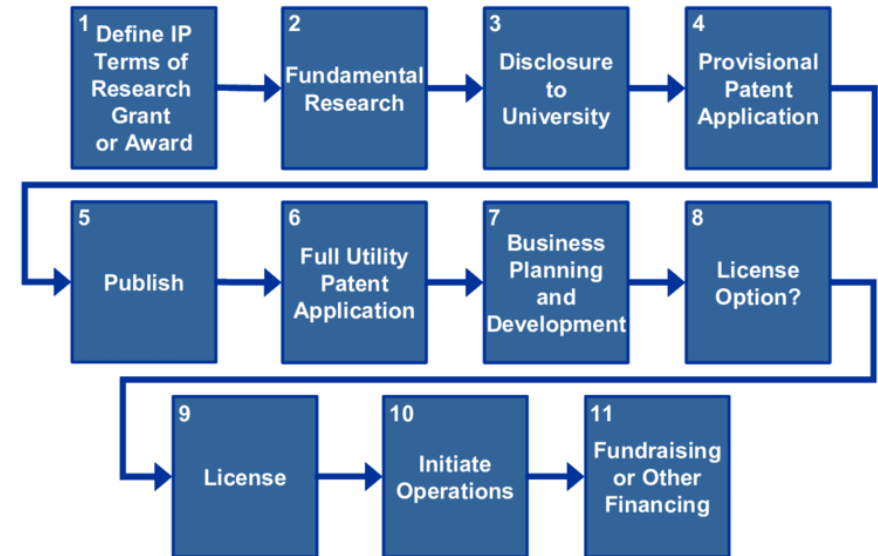 1
Define IP
Terms of
Research
Grant
or Award
2
Fundamental
Research
3
Disclosure
to
University
4
Provisional
Patent
Application
5
Publish
6
Full Utility
Patent
Application
7
Business
Planning
and
Development
8
License
Option?
9
License
10
Initiate
Operations
11
Fundraising
or Other
Financing